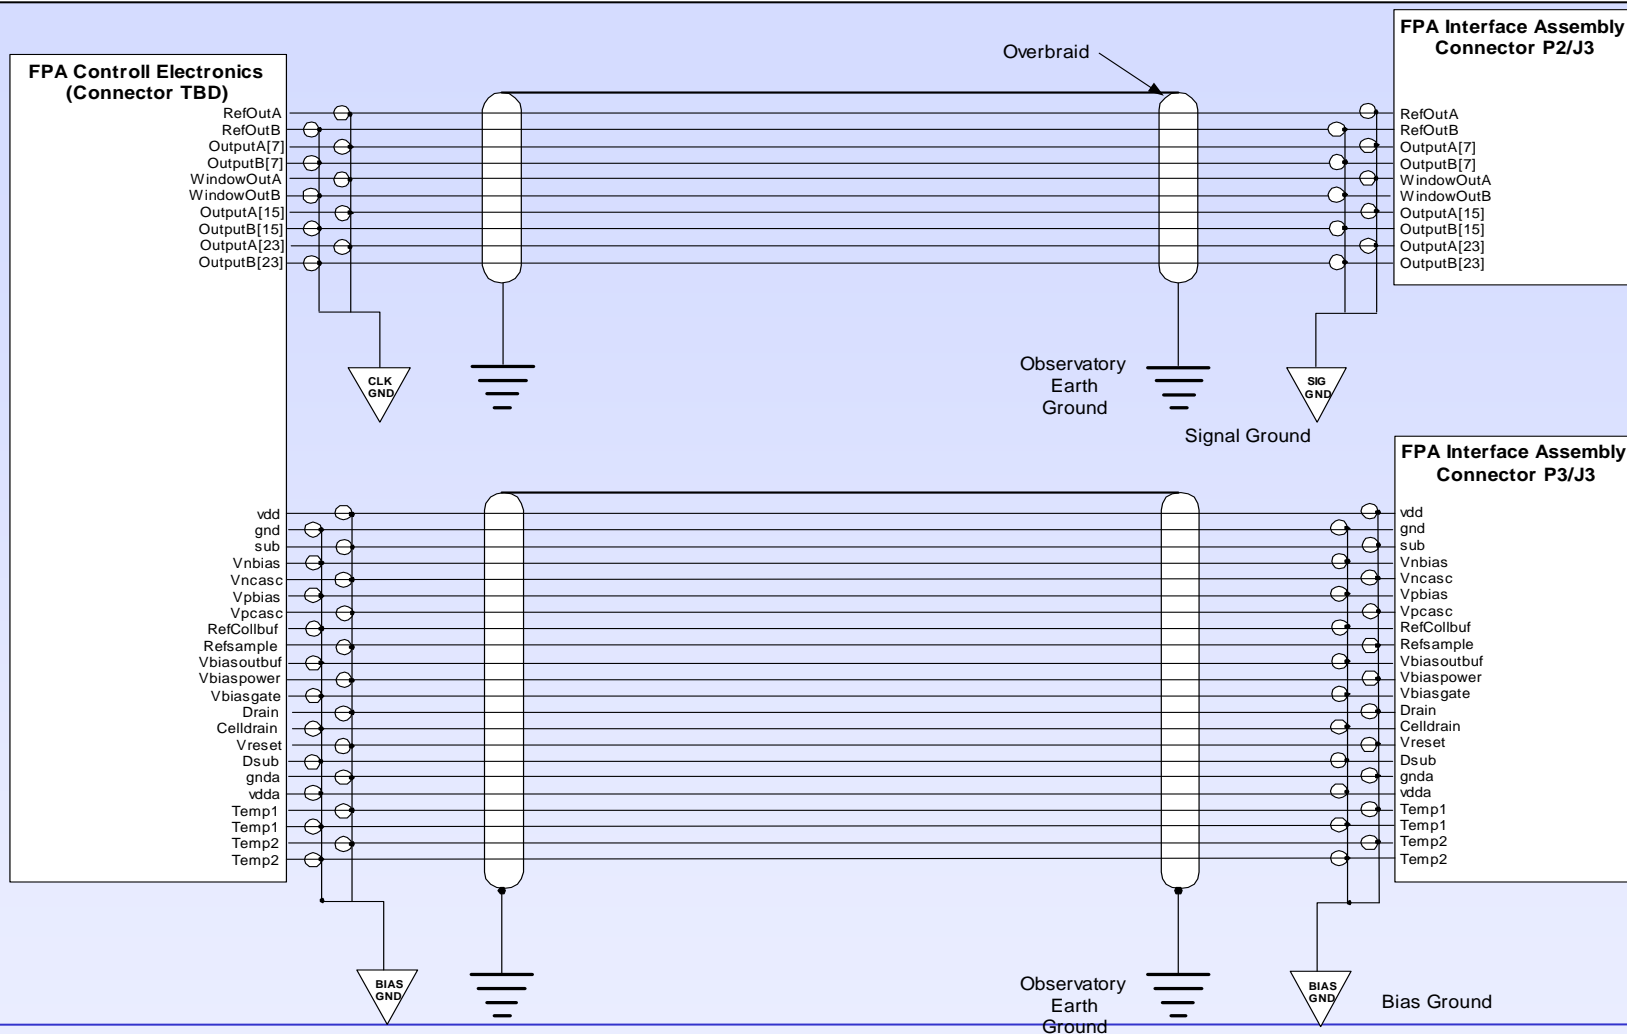 FPA Controll Electronics
(Connector TBD)
RefOutA
RefOutB
OutputA[7]
OutputB[7]
WindowOutA
WindowOutB
OutputA[15]
OutputB[15]
OutputA[23]
OutputB[23]
vdd
gnd
sub
Vnbias
Vncasc
Vpbias
Vpcasc
RefCollbuf
Refsample
Vbiasoutbuf
Vbiaspower
Vbiasgate
Drain
Celldrain
Vreset
Dsub
gnda
vdda
Temp1
Temp1
Temp2
Temp2
CLK
GND
BIAS
GND
Overbraid
Observatory
Earth
Ground
Signal Ground
SIG
GND
FPA Interface Assembly
Connector P2/J3
RefOutA
RefOutB
OutputA[7]
OutputB[7]
WindowOutA
WindowOutB
OutputA[15]
OutputB[15]
OutputA[23]
OutputB[23]
FPA Interface Assembly
Connector P3/J3
vdd
gnd
sub
Vnbias
Vncasc
Vpbias
Vpcasc
RefCollbuf
Refsample
Vbiasoutbuf
Vbiaspower
Vbiasgate
Drain
Celldrain
Vreset
Dsub
gnda
vdda
Temp1
Temp1
Temp2
Temp2
Observatory
Earth
Ground
BIAS
GND
Bias Ground